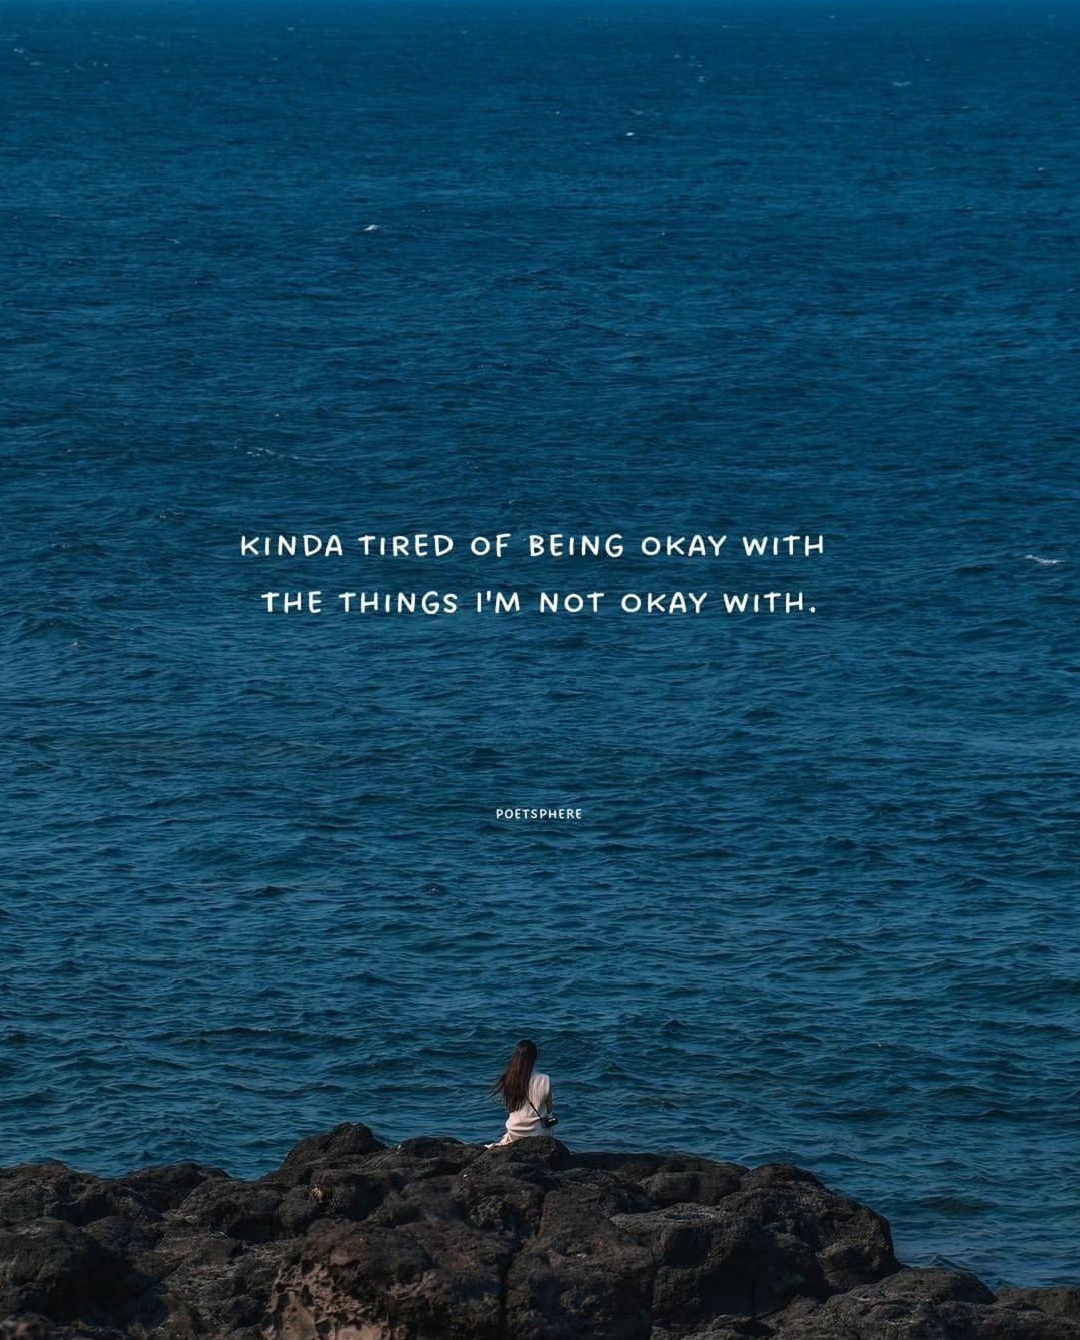 KINDA TIRED OF BEING OKAY WITH
THE THINGS I'M NOT OKAY WITH.
POETSPHERE